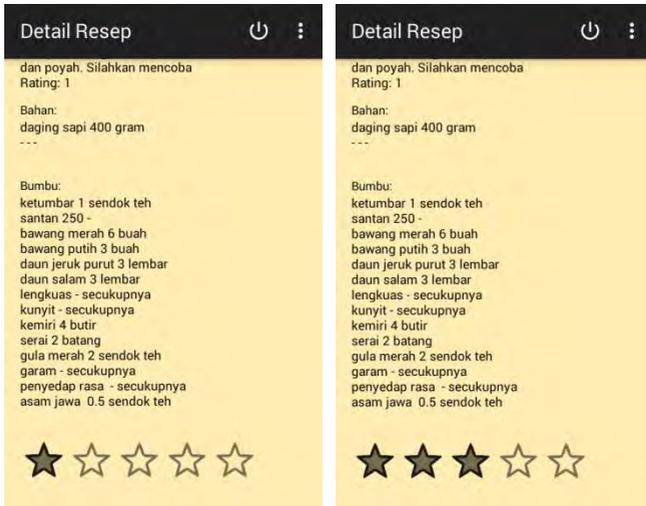 Detail Resep
dan poyah. Silahkan mencoba
Rating: 1
Bahan:
daging sapi 400 gram
---
Bumbu:
ketumbar 1 sendok teh
santan 250 -
bawang merah 6 buah
bawang putih 3 buah
daun jeruk purut 3 lembar
daun salam 3 lembar
lengkuas - secukupnya
kunyit - secukupnya
kemiri 4 butir
serai 2 batang
gula merah 2 sendok teh
garam - secukupnya
penyedap rasa - secukupnya
asam jawa 0.5 sendok teh
Detail Resep
dan poyah. Silahkan mencoba
Rating: 1
Bahan:
daging sapi 400 gram
---
Bumbu:
ketumbar 1 sendok teh
santan 250 -
bawang merah 6 buah
bawang putih 3 buah
daun jeruk purut 3 lembar
daun salam 3 lembar
lengkuas - secukupnya
kunyit - secukupnya
kemiri 4 butir
serai 2 batang
gula merah 2 sendok teh
garam - secukupnya
penyedap rasa - secukupnya
asam jawa 0.5 sendok teh